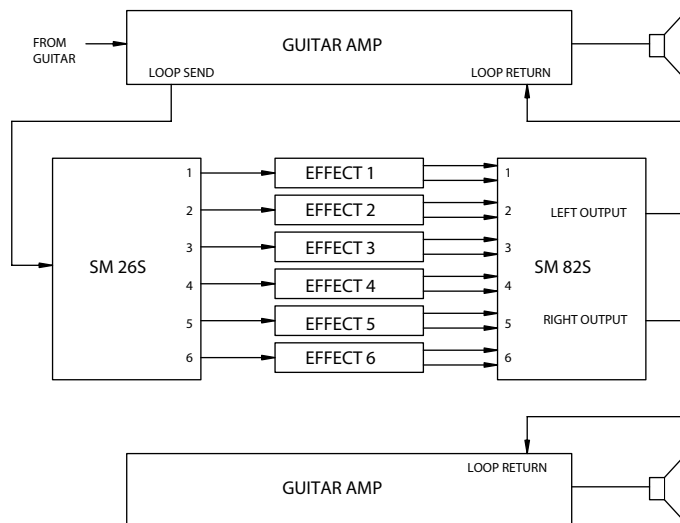 FROM
GUITAR
GUITAR AMP
LOOP SEND
LOOP RETURN
SM 26S
1
2
3
4
5
6
EFFECT 1
EFFECT 2
EFFECT 3
EFFECT 4
EFFECT 5
EFFECT 6
1
2
3
4
5
6
SM 82S
LEFT OUTPUT
RIGHT OUTPUT
LOOP RETURN
GUITAR AMP